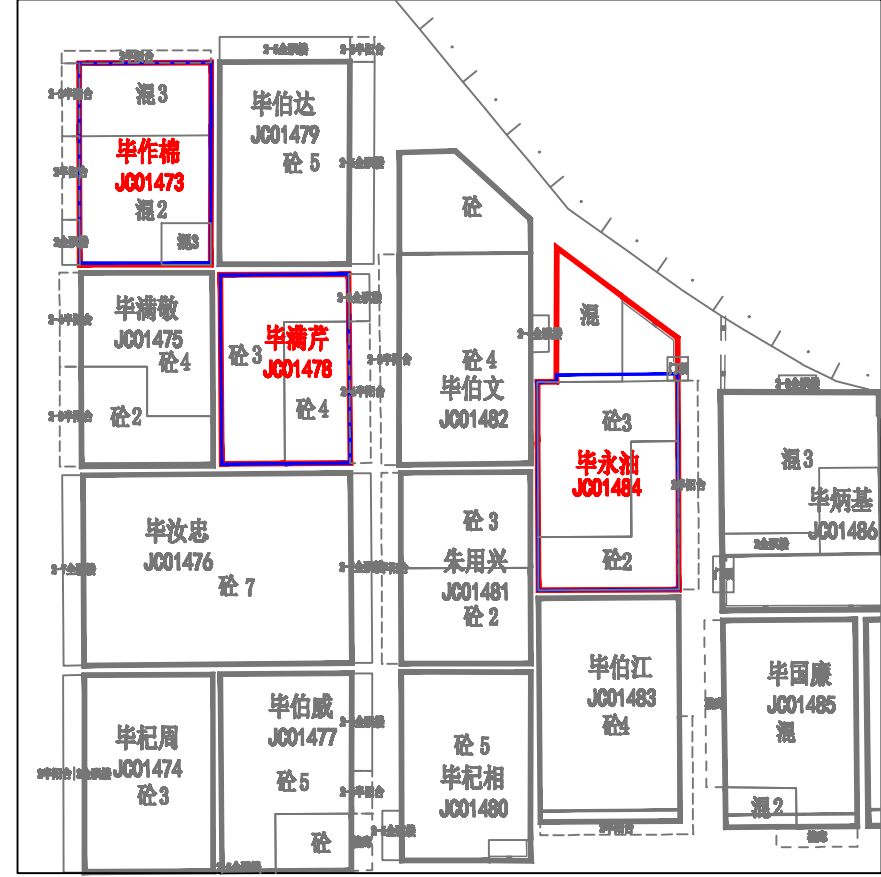 混3
毕作棉
JC01473
混2
混3
毕伯达
JC01479
砼 5
砼
毕满敬
JC01475
砼4
砼2
砼3
毕满芹
JC01478
砼4
砼4
毕伯文
JC01482
混
砼3
毕永油
JC01484
砼2
混3
毕炳基
JC01486
毕汝忠
JC01476
砼 7
砼 3
朱用兴
JC01481
砼 2
毕杞周
JC01474
砼3
毕伯威
JC01477
砼5
砼
砼 5
毕杞相
JC01480
毕伯江
JC01483
砼4
毕国廉
JC01485
混
混2